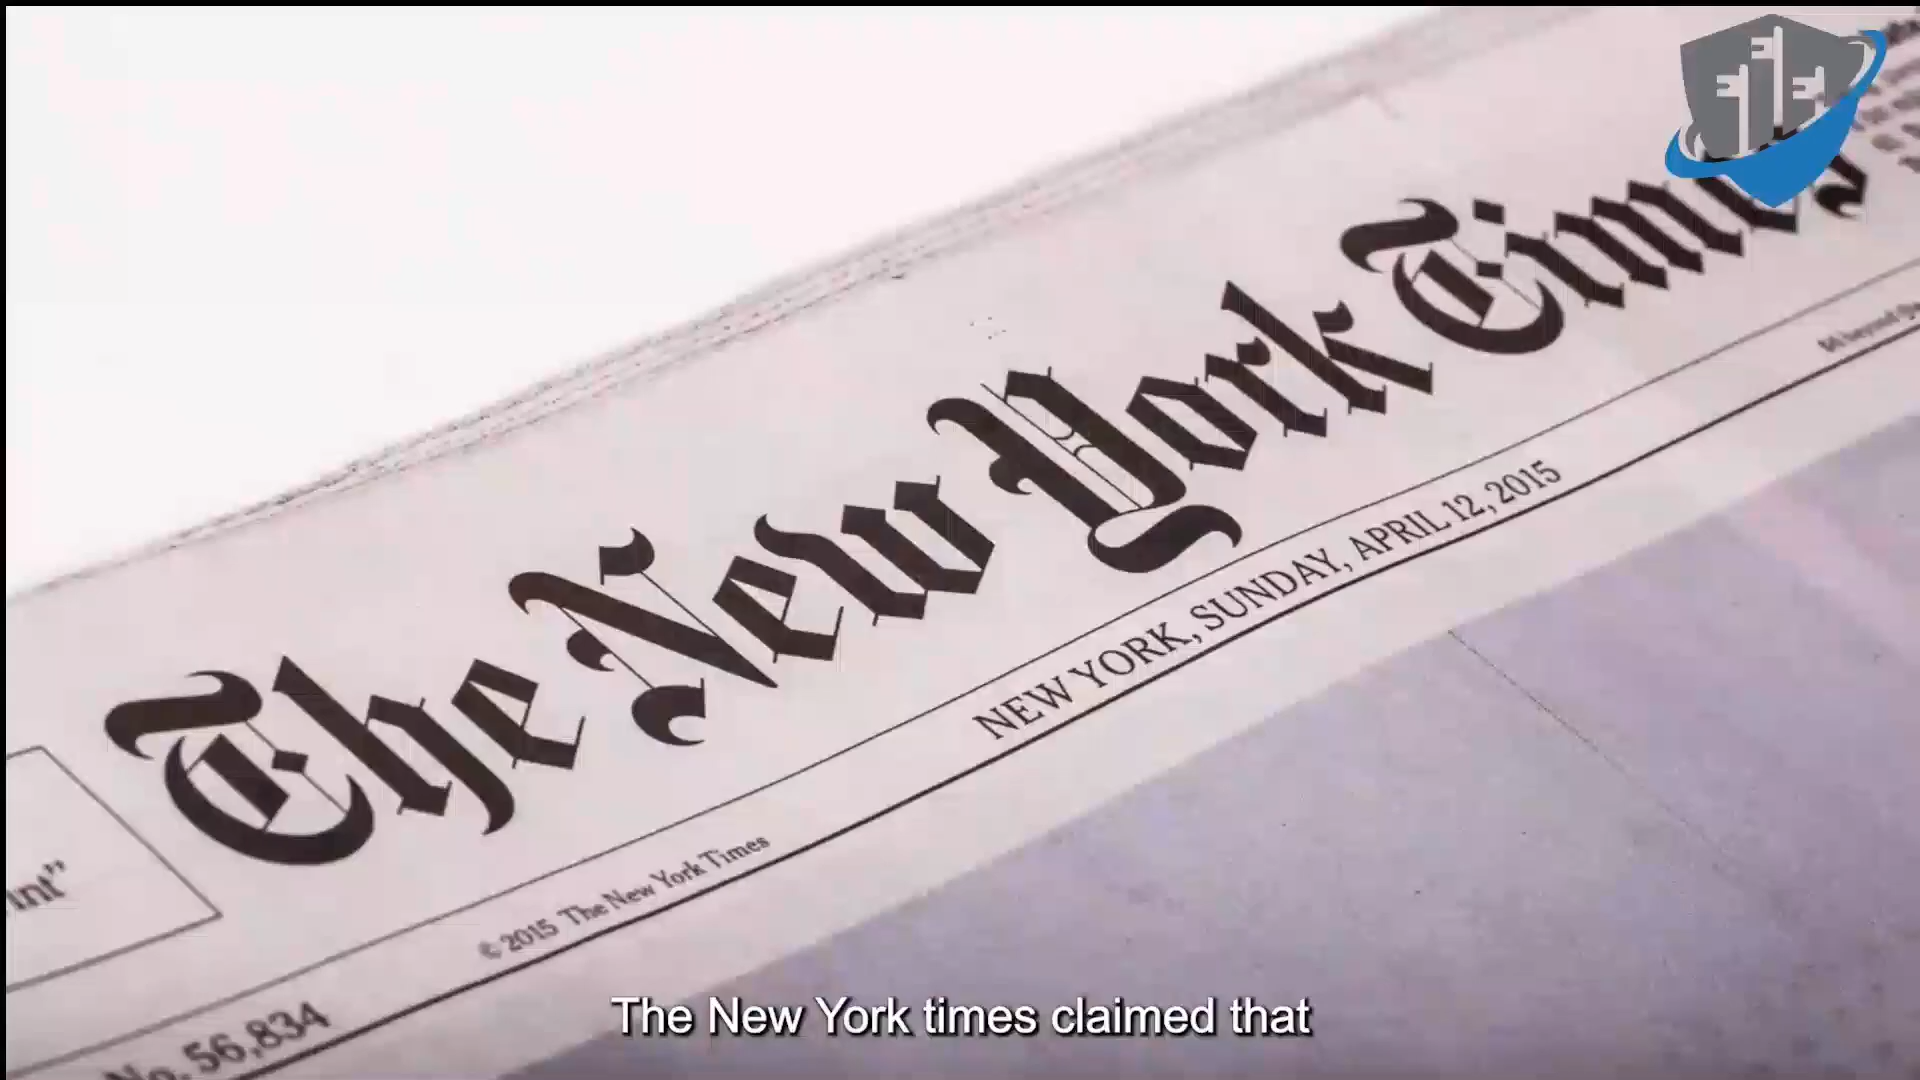 The New York Times
NEW YORK, SUNDAY, APRIL 12, 2015
int”
© 2015 The New York Times
No. 56,834
The New York times claimed that